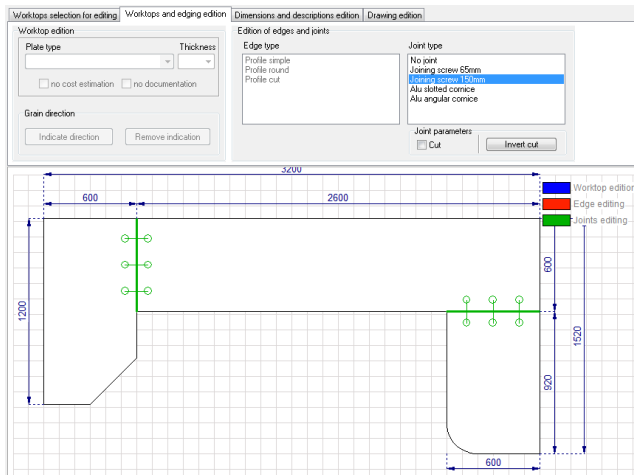 Worktops selection for editing Worktops and edging edition Dimensions and descriptions edition Drawing edition
Worktop edition
Plate type Thickness
no cost estimation no documentation
Grain direction
Indicate direction Remove indication
Edition of edges and joints
Edge type
Profile simple
Profile round
Profile cut
Joint type
No joint
Joining screw 65mm
Joining screw 150mm
Alu slotted cornice
Alu angular cornice
Joint parameters
Cut Invert cut
3200
600 2600
Worktop edition
Edge editing
Joints editing
1200
600
1520
920
600